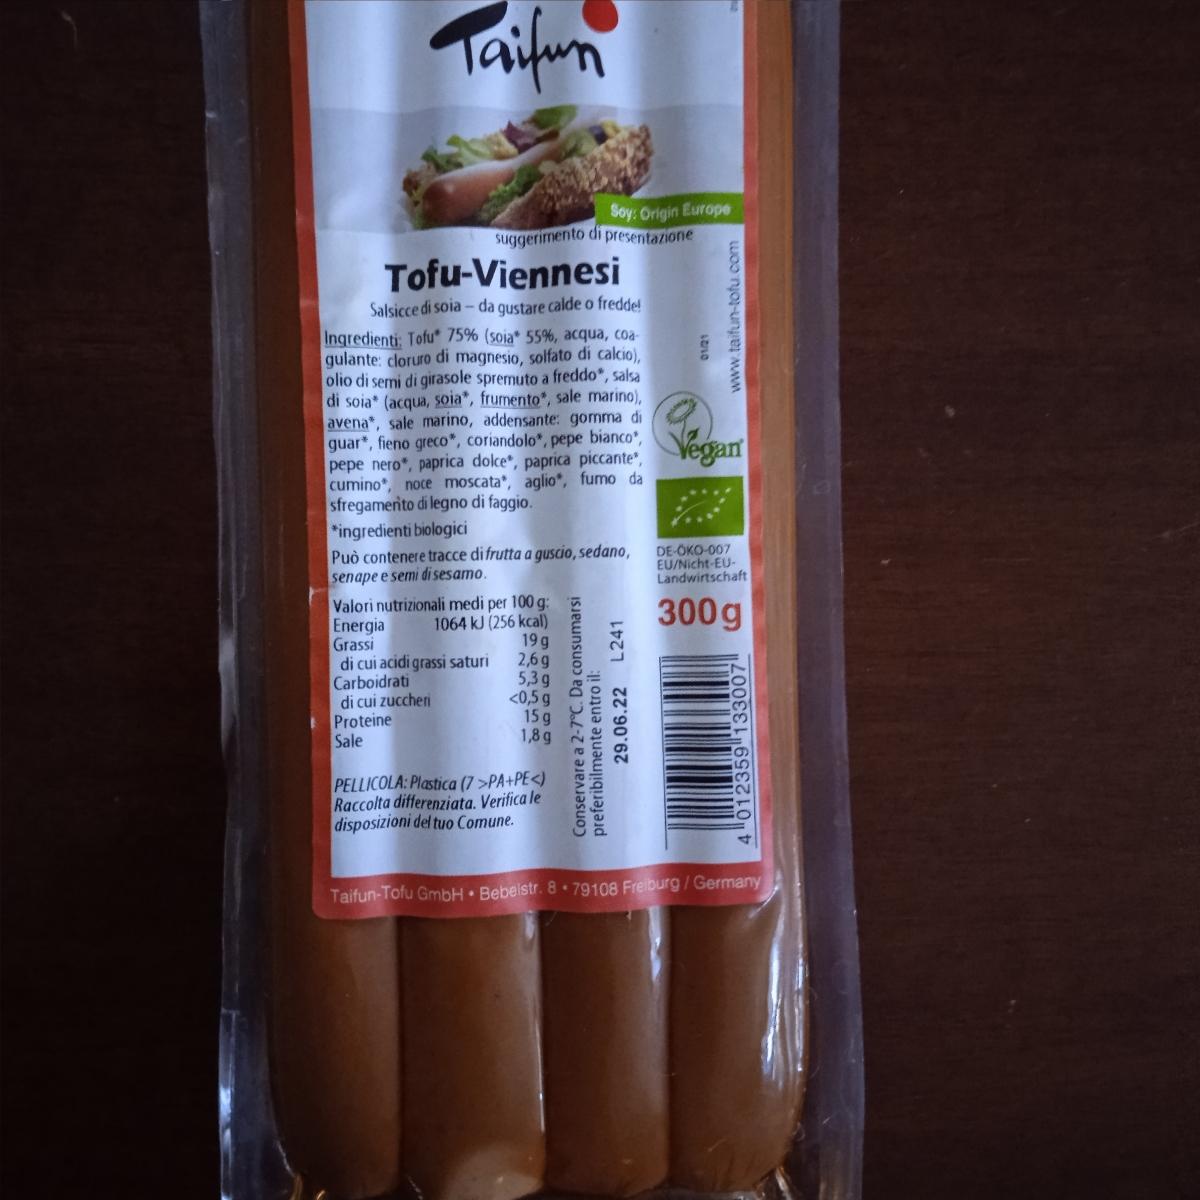 Taifun
Soy: Origin Europe
suggerimento di presentazione
Tofu-Viennesi
Salsicce di soia – da gustare calde o fredde!
Ingredienti: Tofu* 75% (soia* 55%, acqua, coa-
gulante: cloruro di magnesio, solfato di calcio),
olio di semi di girasole spremuto a freddo*, salsa
di soia* (acqua, soia*, frumento*, sale marino),
avena*, sale marino, addensante: gomma di
guar*, fieno greco*, coriandolo*, pepe bianco*,
pepe nero*, paprica dolce*, paprica piccante*,
cumino*, noce moscata*, aglio*, fumo da
sfregamento di legno di faggio.
*ingredienti biologici
Può contenere tracce di frutta a guscio, sedano,
senape e semi di sesamo.
Valori nutrizionali medi per 100 g:
Energia 1064 kJ (256 kcal)
Grassi 19 g
di cui acidi grassi saturi 2,6 g
Carboidrati 5,3 g
di cui zuccheri <0,5 g
Proteine 15 g
Sale 1,8 g
PELLICOLA: Plastica (7 >PA+PE<)
Raccolta differenziata. Verifica le
disposizioni del tuo Comune.
Conservare a 2-7°C. Da consumarsi
preferibilmente entro il:
29.06.22 L241
01/21
www.taifun-tofu.com
Vegan
DE-ÖKO-007
EU/Nicht-EU-
Landwirtschaft
300g
4 012359 133007
Taifun-Tofu GmbH • Bebelstr. 8 • 79108 Freiburg / Germany